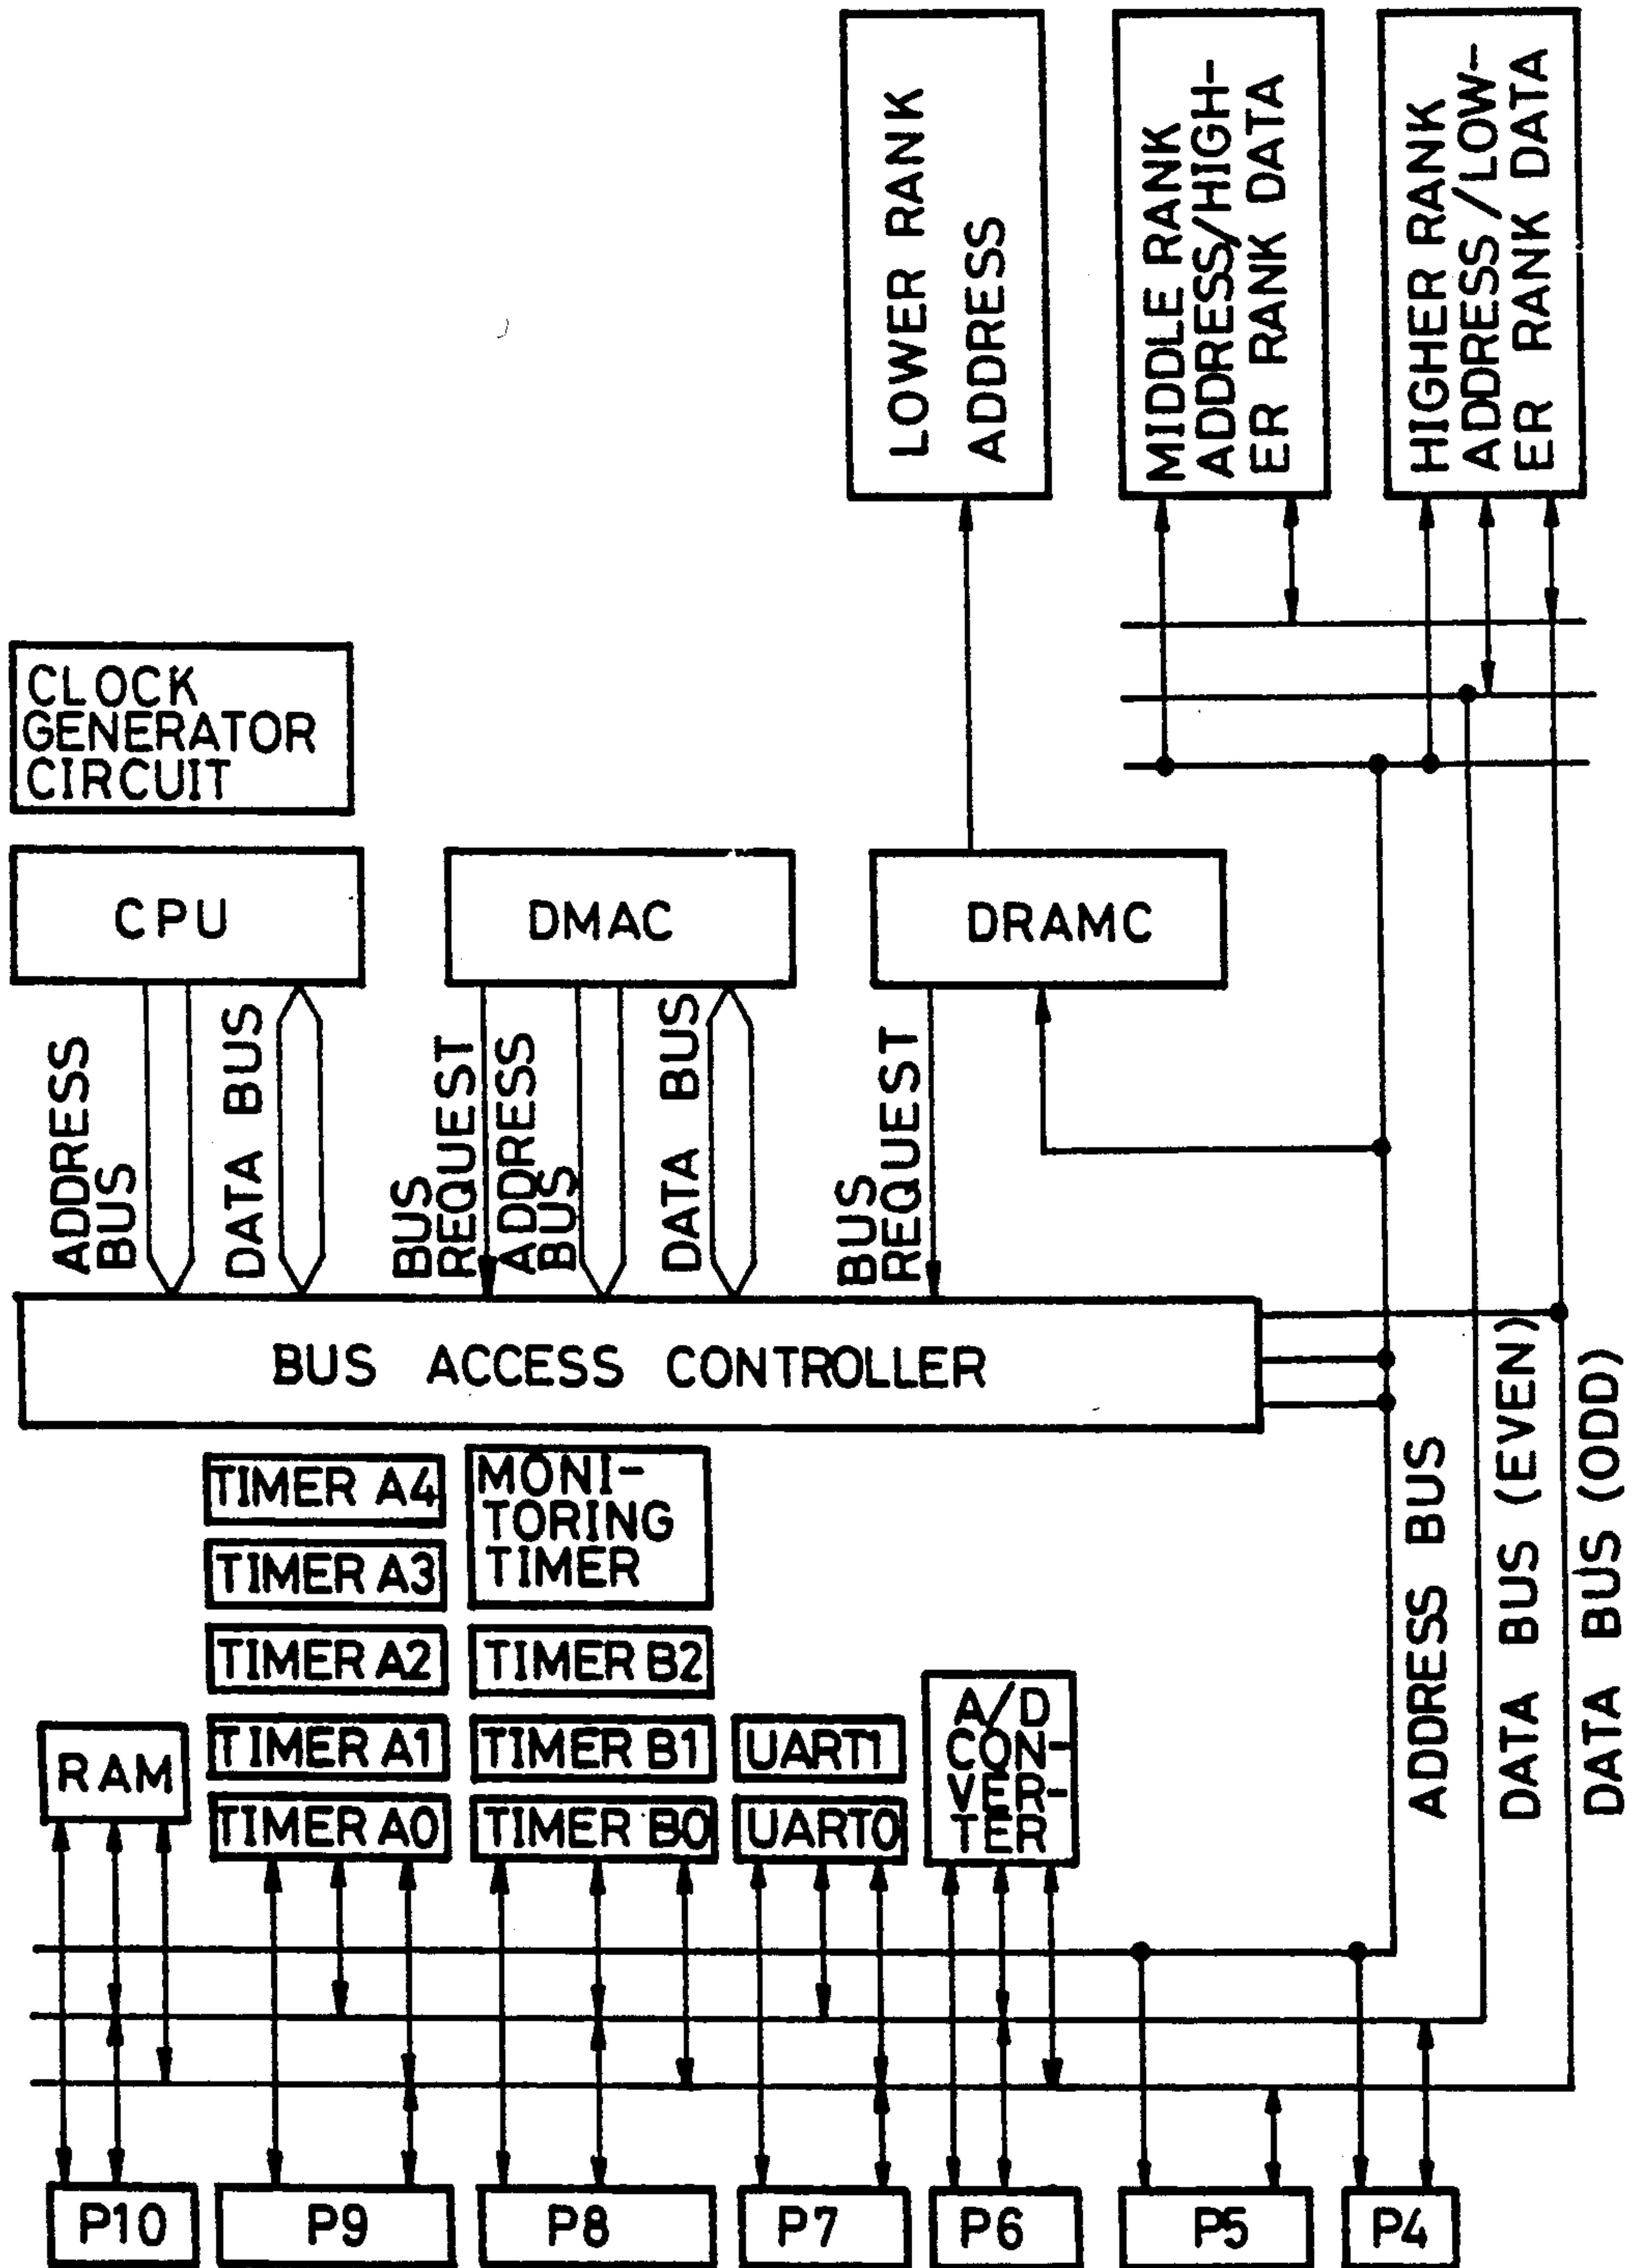 LOWER RANK
ADDRESS
MIDDLE RANK
ADDRESS/HIGH-
ER RANK DATA
HIGHER RANK
ADDRESS/LOW-
ER RANK DATA
CLOCK
GENERATOR
CIRCUIT
CPU
DMAC
DRAMC
ADDRESS
BUS
DATA BUS
BUS
REQUEST
ADDRESS
BUS
DATA BUS
BUS
REQUEST
BUS ACCESS CONTROLLER
TIMER A4
TIMER A3
TIMER A2
TIMER A1
TIMER A0
MONI-
TORING
TIMER
TIMER B2
TIMER B1
TIMER B0
RAM
UART1
UART0
A/D
CON-
VER-
TER
ADDRESS BUS
DATA BUS (EVEN)
DATA BUS (ODD)
P10
P9
P8
P7
P6
P5
P4